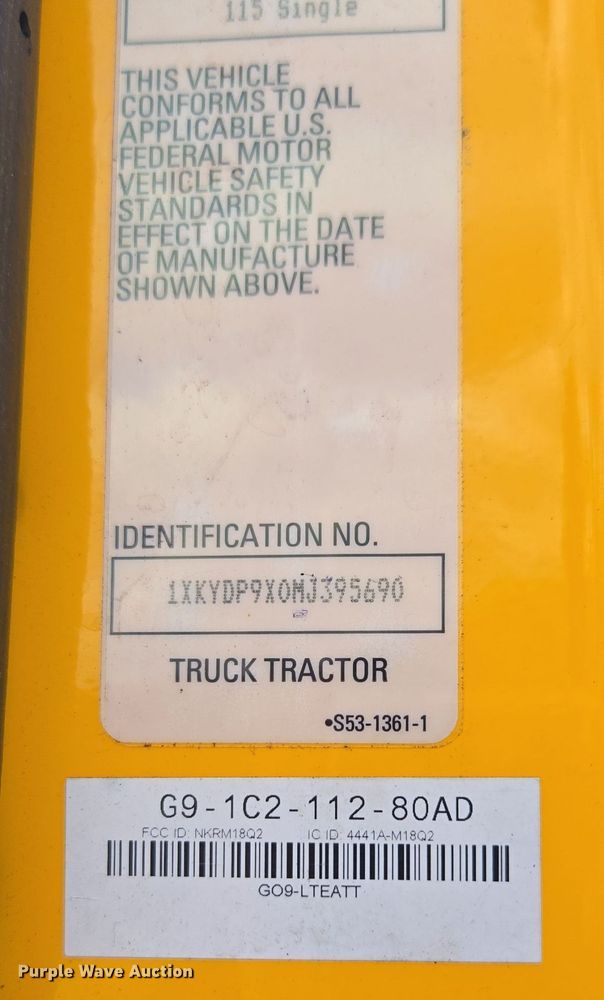 115 Single
THIS VEHICLE
CONFORMS TO ALL
APPLICABLE U.S.
FEDERAL MOTOR
VEHICLE SAFETY
STANDARDS IN
EFFECT ON THE DATE
OF MANUFACTURE
SHOWN ABOVE.
IDENTIFICATION NO.
1XKYDP9X0MJ395690
TRUCK TRACTOR
•S53-1361-1
G9-1C2-112-80AD
FCC ID: NKRM18Q2 IC ID: 4441A-M18Q2
GO9-LTEATT
Purple Wave Auction